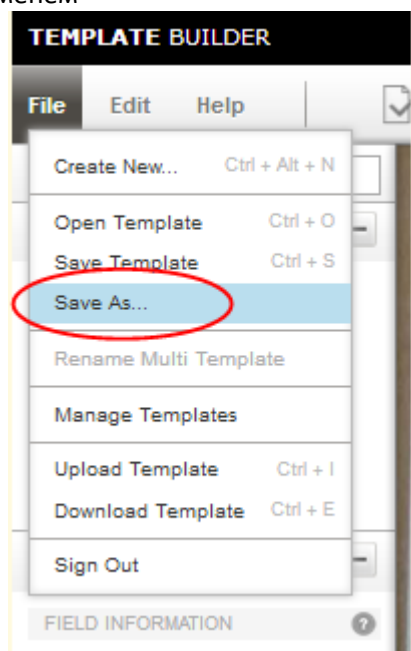 менем
TEMPLATE BUILDER
File Edit Help
Create New... Ctrl + Alt + N
Open Template Ctrl + O
Save Template Ctrl + S
Save As...
Rename Multi Template
Manage Templates
Upload Template Ctrl + I
Download Template Ctrl + E
Sign Out
FIELD INFORMATION ?